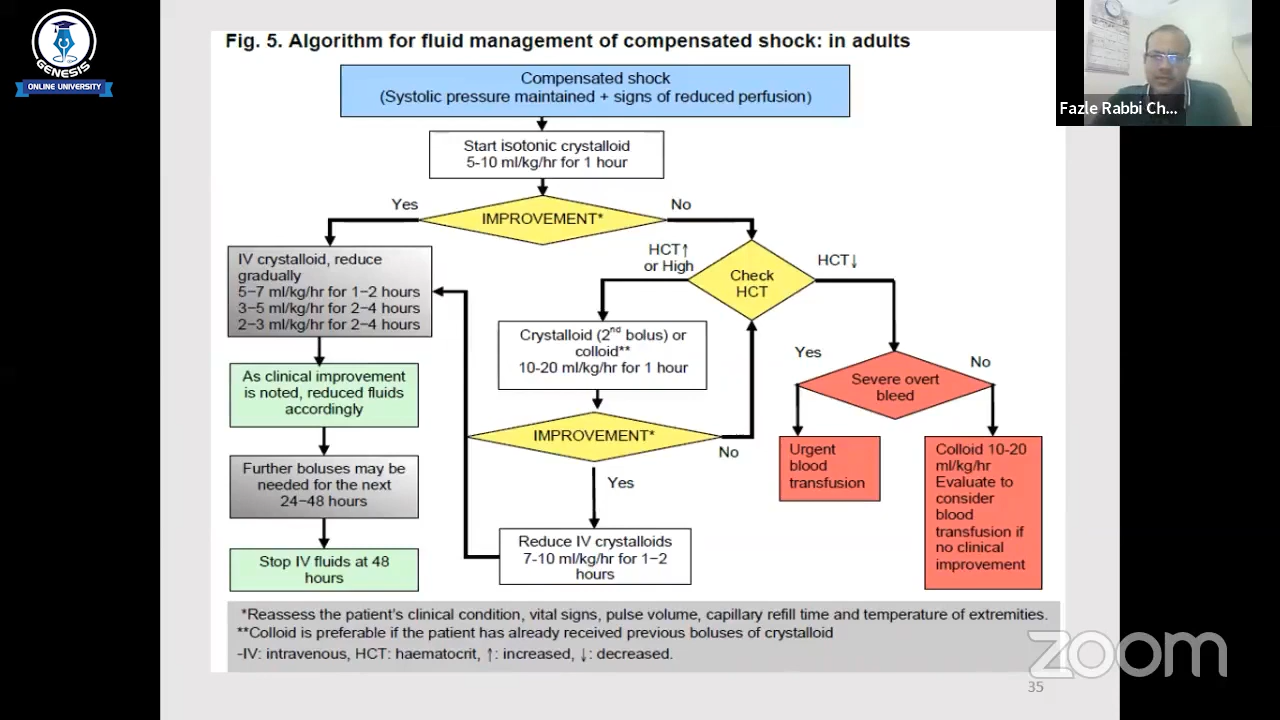 GENESIS
ONLINE UNIVERSITY
Fazle Rabbi Ch...
Fig. 5. Algorithm for fluid management of compensated shock: in adults
Compensated shock
(Systolic pressure maintained + signs of reduced perfusion)
Start isotonic crystalloid
5-10 ml/kg/hr for 1 hour
Yes
IMPROVEMENT*
No
IV crystalloid, reduce
gradually
5−7 ml/kg/hr for 1−2 hours
3−5 ml/kg/hr for 2−4 hours
2−3 ml/kg/hr for 2−4 hours
HCT↑
or High
Check
HCT
HCT↓
Crystalloid (2nd bolus) or
colloid**
10-20 ml/kg/hr for 1 hour
Yes
Severe overt
bleed
No
As clinical improvement
is noted, reduced fluids
accordingly
IMPROVEMENT*
No
Yes
Urgent
blood
transfusion
Colloid 10-20
ml/kg/hr
Evaluate to
consider
blood
transfusion if
no clinical
improvement
Further boluses may be
needed for the next
24−48 hours
Reduce IV crystalloids
7-10 ml/kg/hr for 1−2
hours
Stop IV fluids at 48
hours
*Reassess the patient's clinical condition, vital signs, pulse volume, capillary refill time and temperature of extremities.
**Colloid is preferable if the patient has already received previous boluses of crystalloid
-IV: intravenous, HCT: haematocrit, ↑: increased, ↓: decreased.
zoom
35